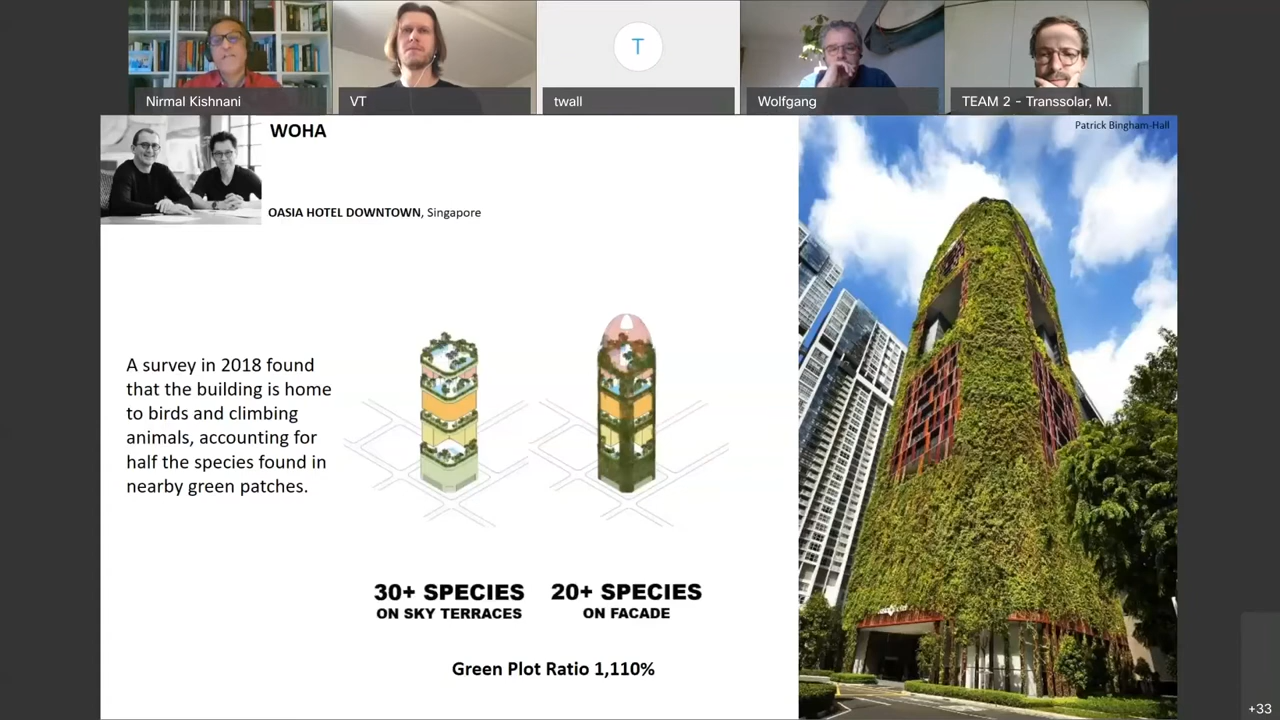 Nirmal Kishnani
VT
T
twall
Wolfgang
TEAM 2 - Transsolar, M.
WOHA
Patrick Bingham-Hall
OASIA HOTEL DOWNTOWN, Singapore
A survey in 2018 found
that the building is home
to birds and climbing
animals, accounting for
half the species found in
nearby green patches.
30+ SPECIES
ON SKY TERRACES
20+ SPECIES
ON FACADE
Green Plot Ratio 1,110%
+33